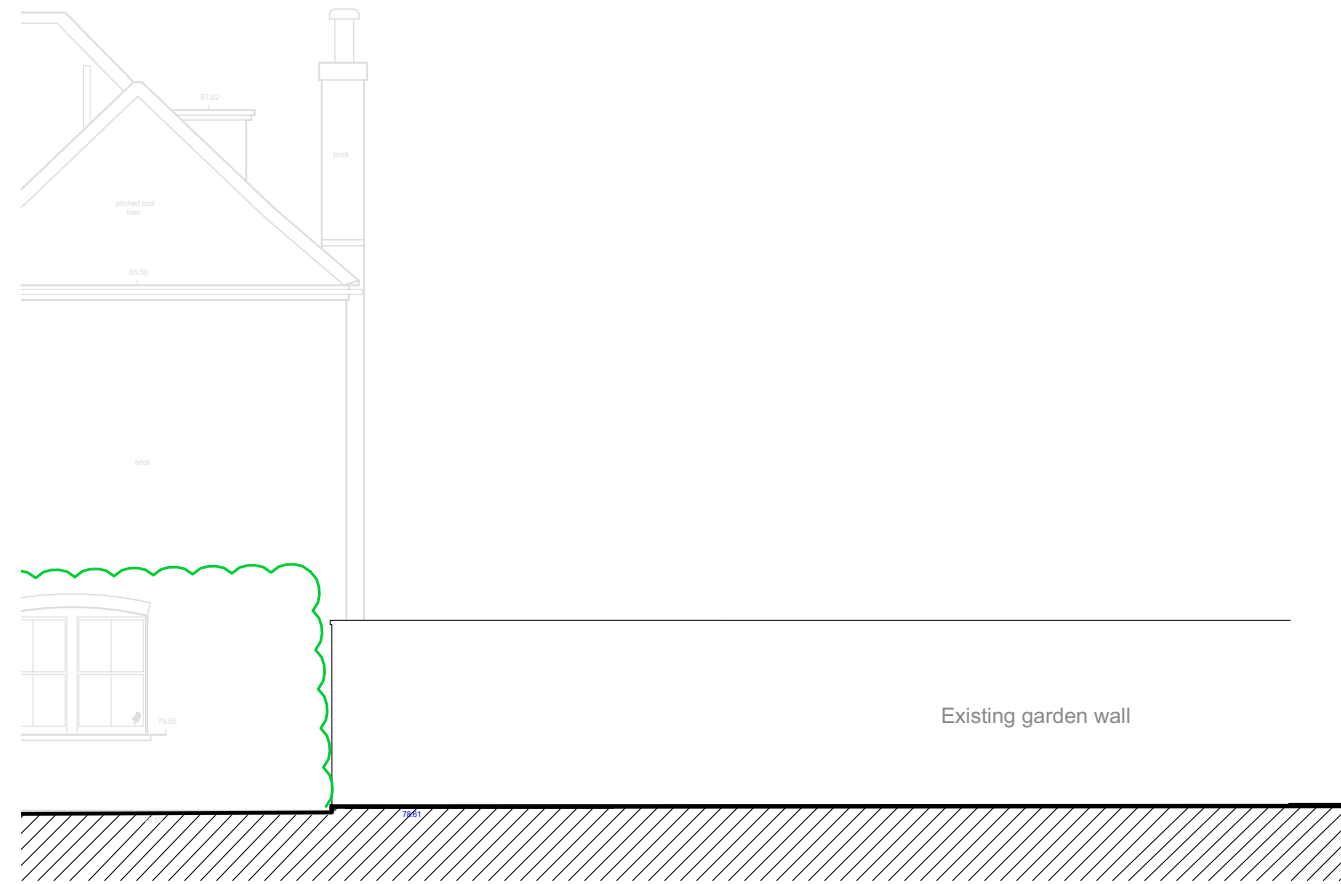 87.82
brick
pitched roof
tiles
85.50
brick
Existing garden wall
79.56
78.61